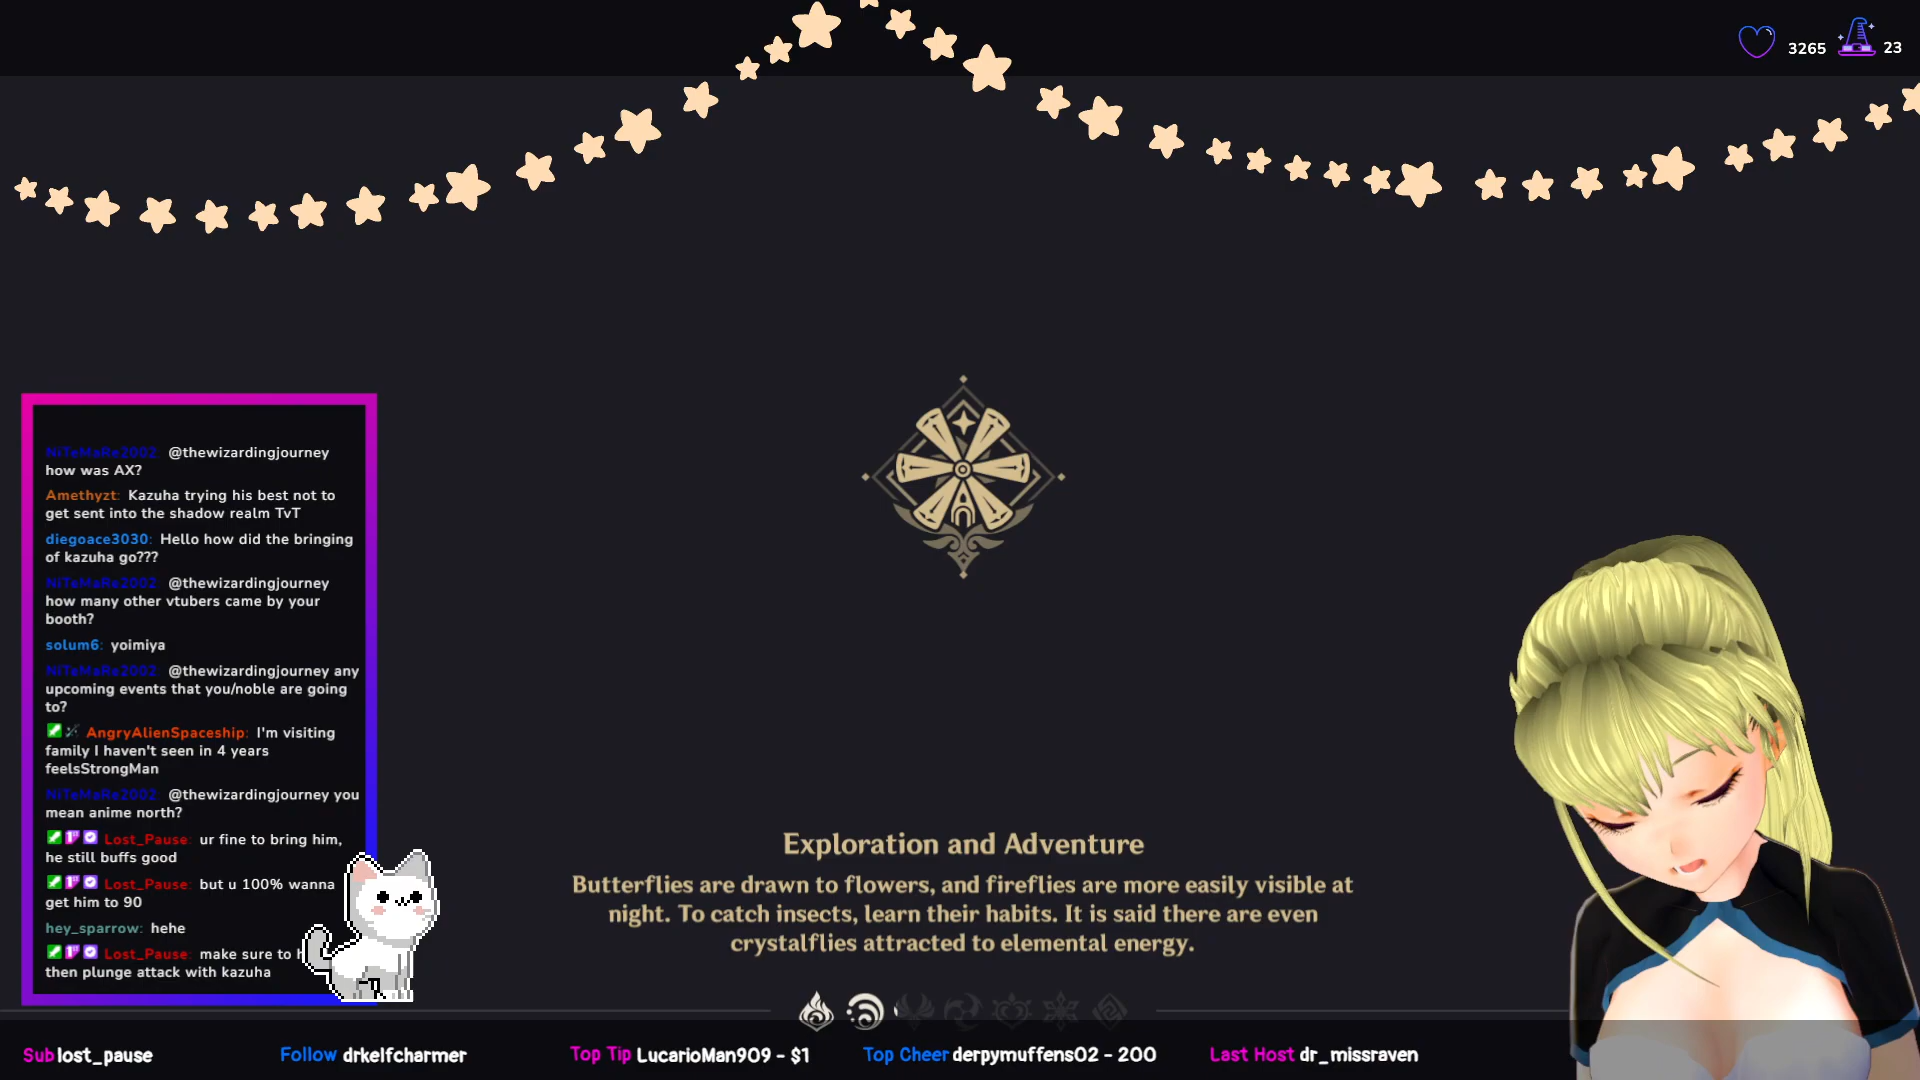 3265
23
NiTeMaRe2002: @thewizardingjourney
how was AX?
Amethyzt: Kazuha trying his best not to
get sent into the shadow realm TvT
diegoace3030: Hello how did the bringing
of kazuha go???
NiTeMaRe2002: @thewizardingjourney
how many other vtubers came by your
booth?
solum6: yoimiya
NiTeMaRe2002: @thewizardingjourney any
upcoming events that you/noble are going
to?
AngryAlienSpaceship: I'm visiting
family I haven't seen in 4 years
feelsStrongMan
NiTeMaRe2002: @thewizardingjourney you
mean anime north?
Lost_Pause: ur fine to bring him,
he still buffs good
Lost_Pause: but u 100% wanna
get him to 90
hey_sparrow: hehe
Lost_Pause: make sure to
then plunge attack with kazuha
Exploration and Adventure
Butterflies are drawn to flowers, and fireflies are more easily visible at
night. To catch insects, learn their habits. It is said there are even
crystalflies attracted to elemental energy.
Sub lost_pause
Follow drkelfcharmer
Top Tip LucarioMan909 - $1
Top Cheer derpymuffens02 - 200
Last Host dr_missraven